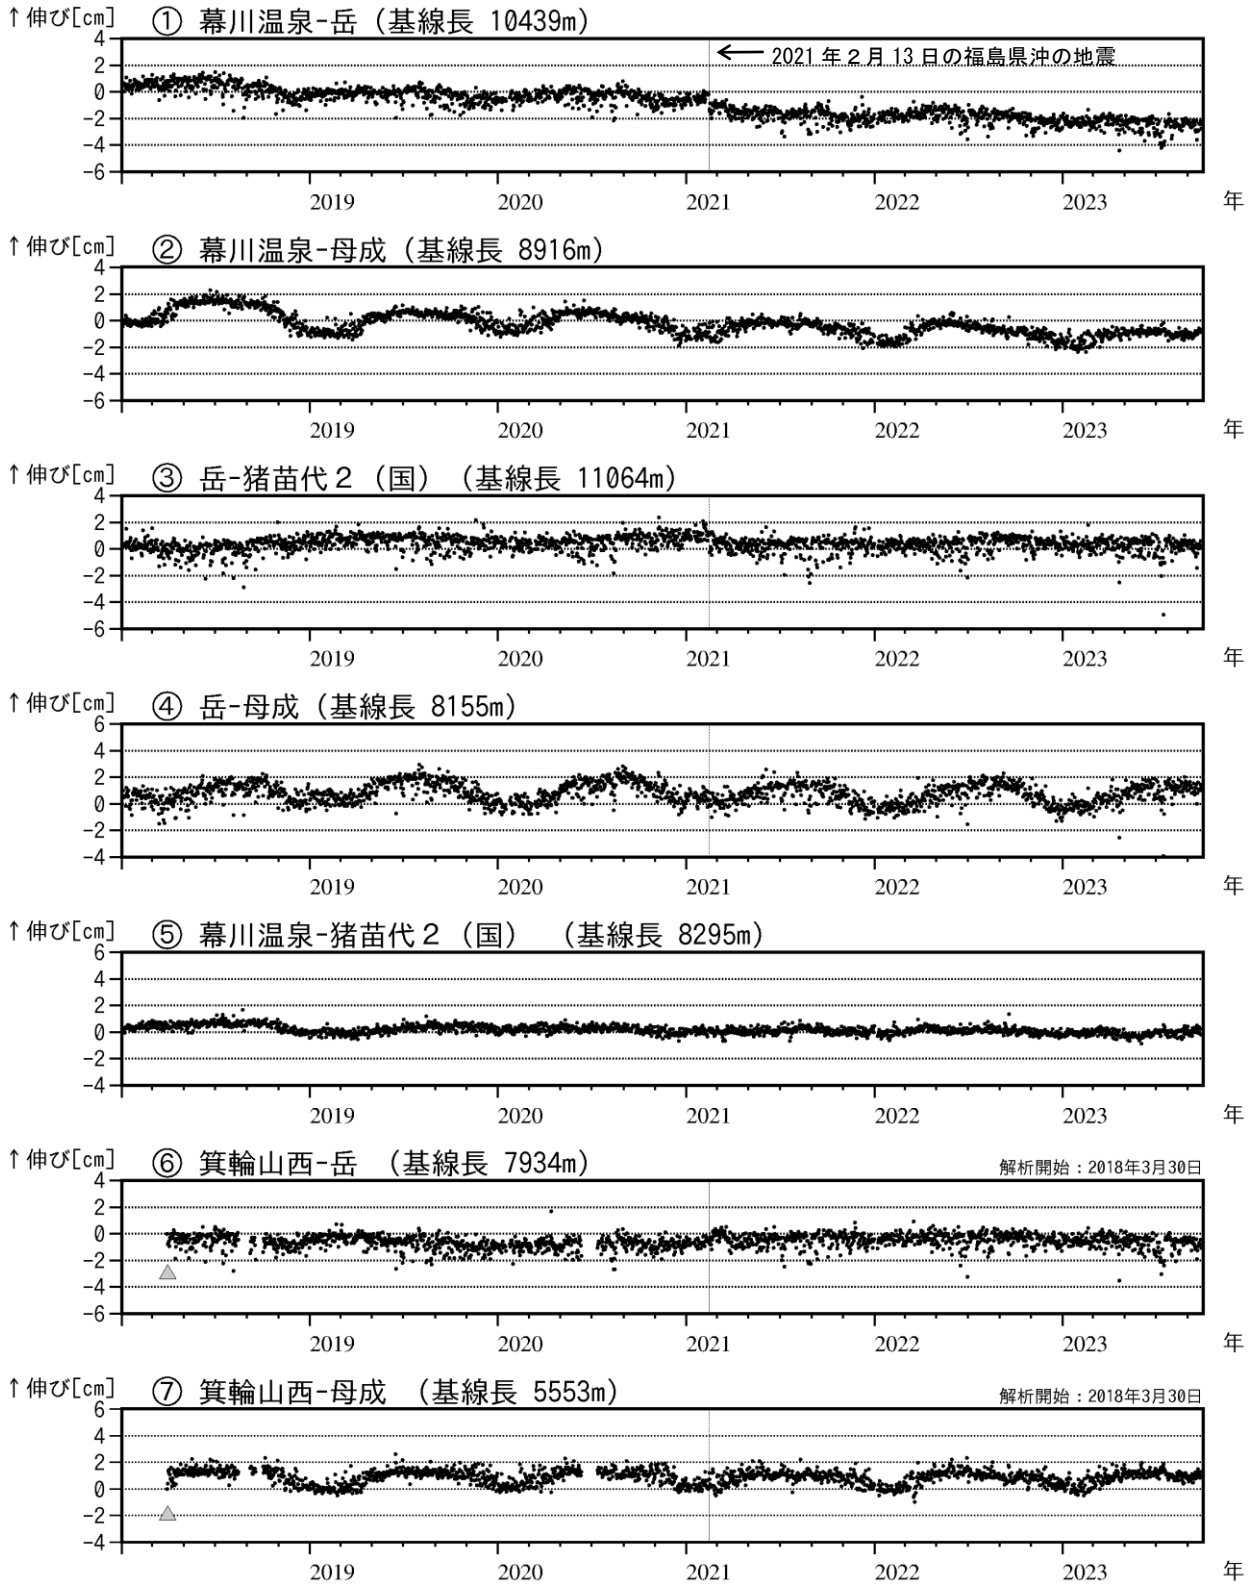 ↑伸び[cm] ① 幕川温泉-岳（基線長 10439m）
4
2
0
-2
-4
-6
← 2021年2月13日の福島県沖の地震
2019 2020 2021 2022 2023 年
↑伸び[cm] ② 幕川温泉-母成（基線長 8916m）
4
2
0
-2
-4
-6
2019 2020 2021 2022 2023 年
↑伸び[cm] ③ 岳-猪苗代２（国）（基線長 11064m）
4
2
0
-2
-4
-6
2019 2020 2021 2022 2023 年
↑伸び[cm] ④ 岳-母成（基線長 8155m）
6
4
2
0
-2
-4
2019 2020 2021 2022 2023 年
↑伸び[cm] ⑤ 幕川温泉-猪苗代２（国） （基線長 8295m）
6
4
2
0
-2
-4
2019 2020 2021 2022 2023 年
↑伸び[cm] ⑥ 箕輪山西-岳 （基線長 7934m） 解析開始：2018年3月30日
4
2
0
-2
-4
-6
2019 2020 2021 2022 2023 年
↑伸び[cm] ⑦ 箕輪山西-母成 （基線長 5553m） 解析開始：2018年3月30日
6
4
2
0
-2
-4
2019 2020 2021 2022 2023 年